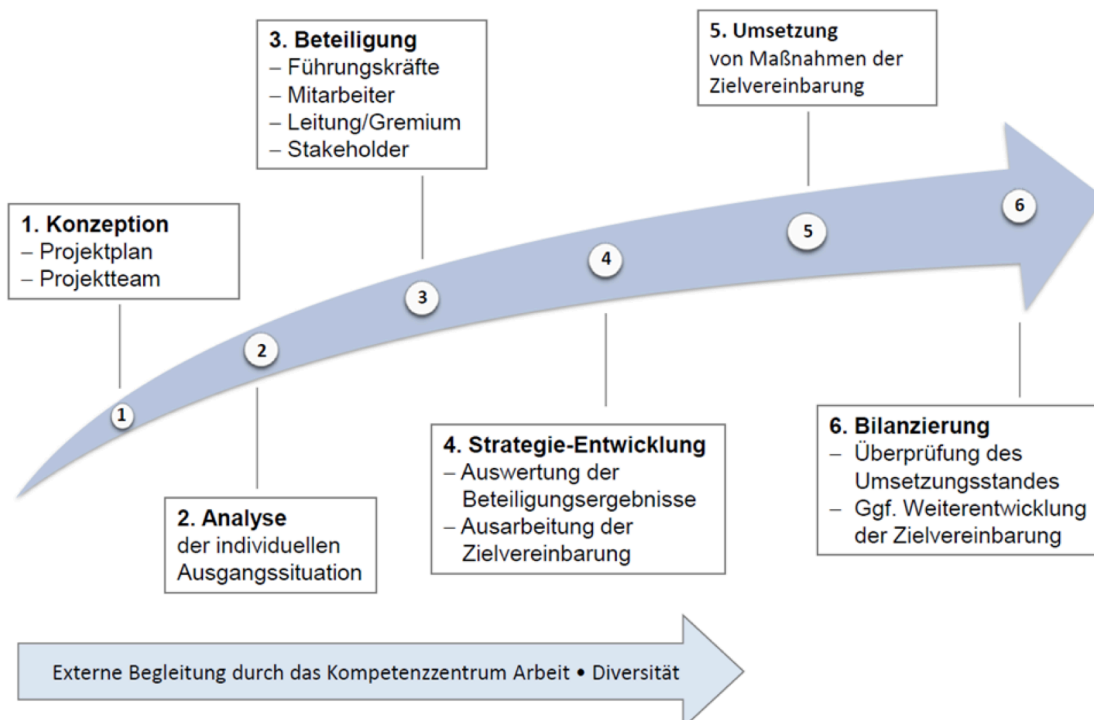 1. Konzeption
– Projektplan
– Projektteam
2. Analyse
der individuellen
Ausgangssituation
3. Beteiligung
– Führungskräfte
– Mitarbeiter
– Leitung/Gremium
– Stakeholder
4. Strategie-Entwicklung
– Auswertung der
Beteiligungsergebnisse
– Ausarbeitung der
Zielvereinbarung
5. Umsetzung
von Maßnahmen der
Zielvereinbarung
6. Bilanzierung
– Überprüfung des
Umsetzungsstandes
– Ggf. Weiterentwicklung
der Zielvereinbarung
1
2
3
4
5
6
Externe Begleitung durch das Kompetenzzentrum Arbeit • Diversität